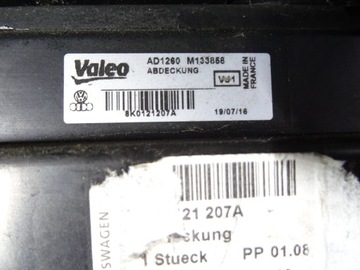 Valeo
AD1260 M133856
ABDECKUNG
V01
MADE IN
FRANCE
8K0121207A
19/07/16
SWAGEN
21 207A
ckung
1 Stueck PP 01.08